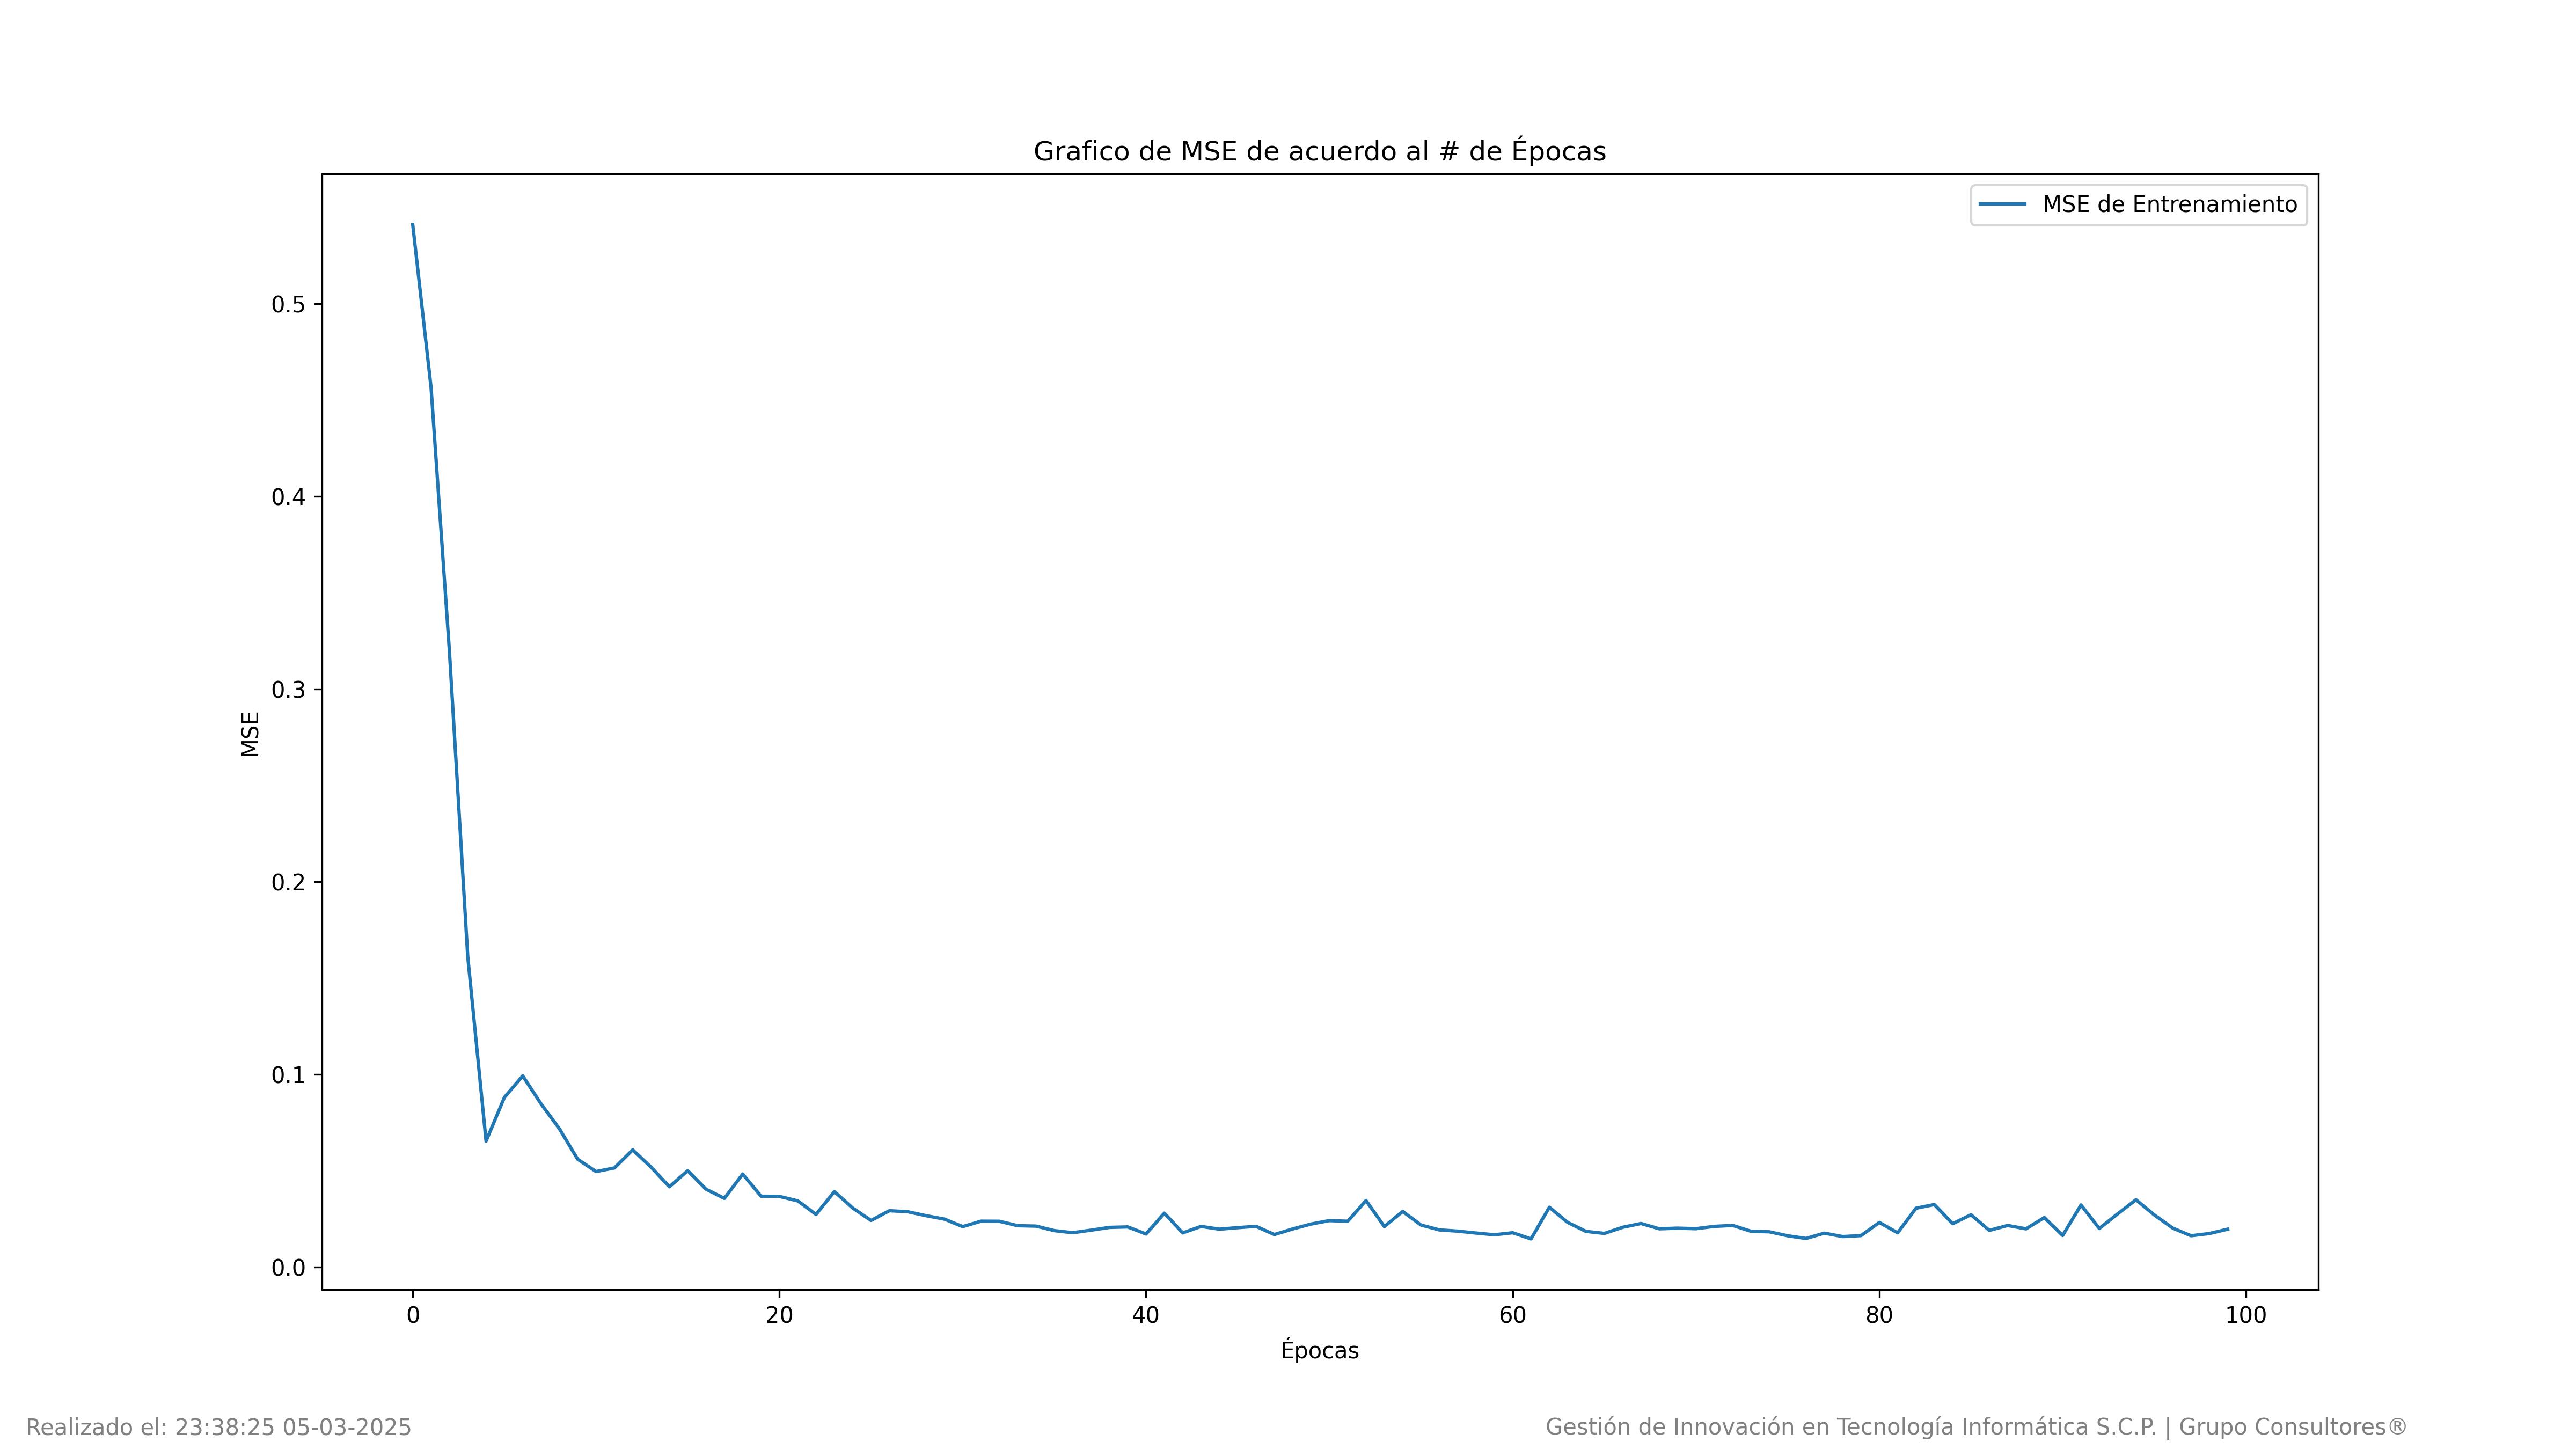 Grafico de MSE de acuerdo al # de Épocas
MSE de Entrenamiento
0.5
0.4
0.3
0.2
0.1
0.0
MSE
0 20 40 60 80 100
Épocas
Realizado el: 23:38:25 05-03-2025
Gestión de Innovación en Tecnología Informática S.C.P. | Grupo Consultores®